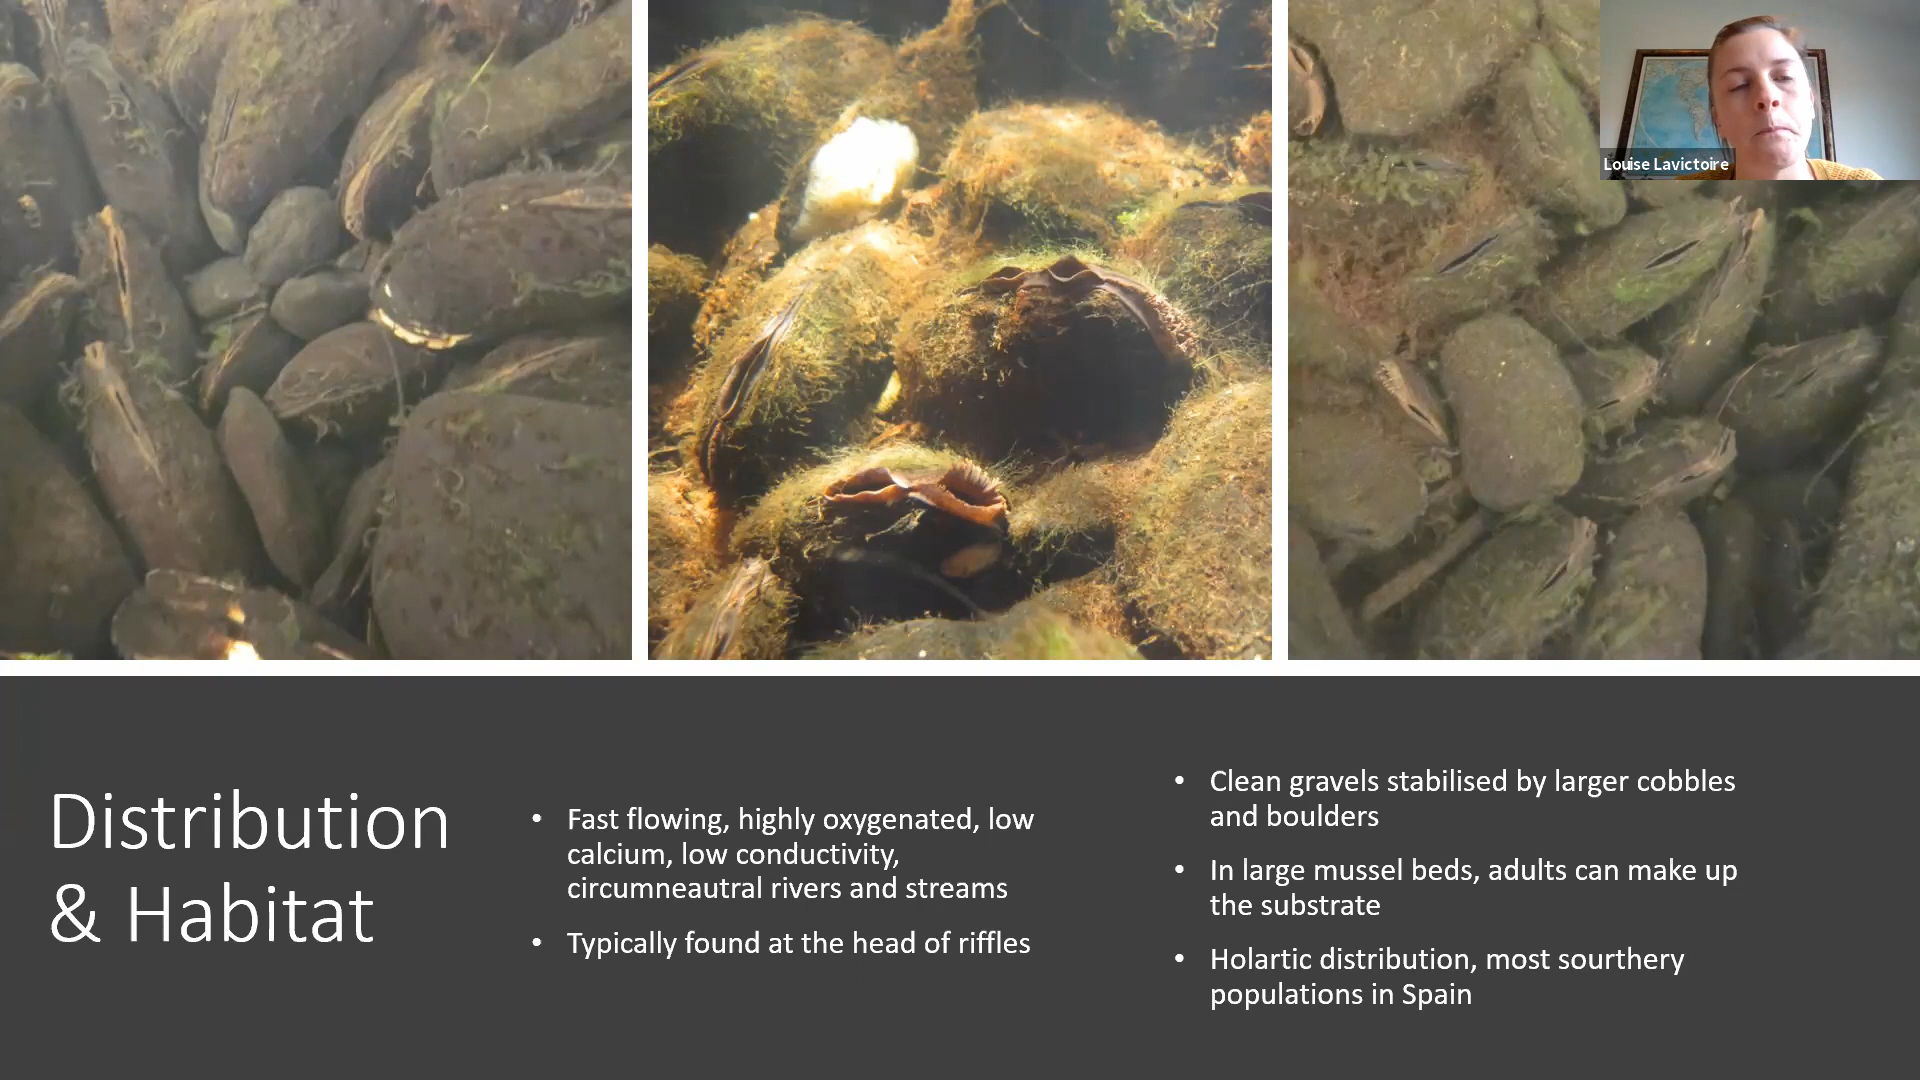 Louise Lavictoire
Distribution
& Habitat
• Fast flowing, highly oxygenated, low
calcium, low conductivity,
circumneautral rivers and streams
• Typically found at the head of riffles
• Clean gravels stabilised by larger cobbles
and boulders
• In large mussel beds, adults can make up
the substrate
• Holartic distribution, most sourthery
populations in Spain